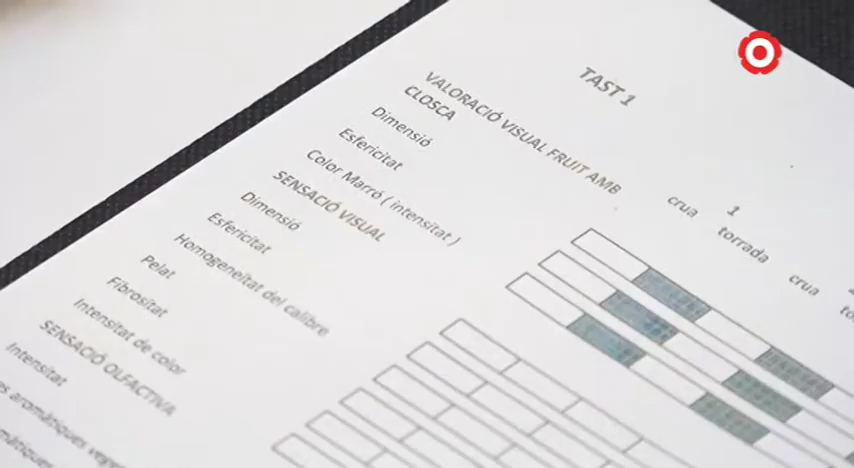 TAST 1
VALORACIÓ VISUAL FRUIT AMB
CLOSCA
1
crua torrada crua
Dimensió
Esfericitat
Color Marró ( intensitat )
SENSACIÓ VISUAL
Dimensió
Esfericitat
Homogeneïtat del calibre
Pelat
Fibrositat
Intensitat de color
SENSACIÓ OLFACTIVA
Intensitat
aromàtiques